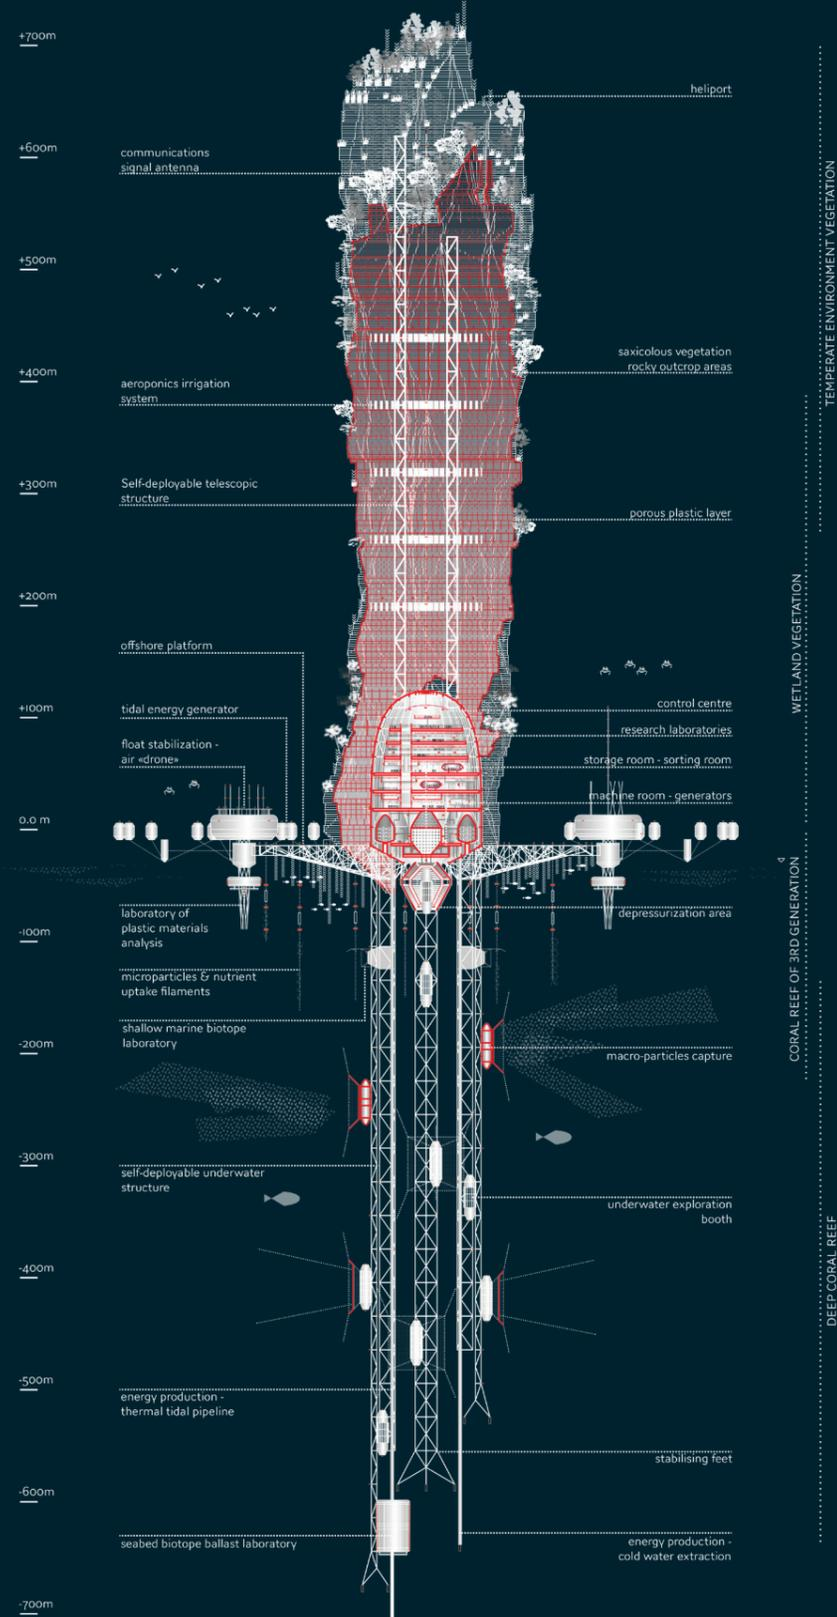 +700m
heliport
+600m
communications
signal antenna
+500m
saxicolous vegetation
rocky outcrop areas
+400m
aeroponics irrigation
system
+300m
Self-deployable telescopic
structure
porous plastic layer
+200m
offshore platform
+100m
tidal energy generator
control centre
research laboratories
float stabilization -
air «drone»
storage room - sorting room
machine room - generators
0.0 m
laboratory of
plastic materials
analysis
depressurization area
-100m
microparticles & nutrient
uptake filaments
shallow marine biotope
laboratory
-200m
macro-particles capture
-300m
self-deployable underwater
structure
underwater exploration
booth
-400m
-500m
energy production -
thermal tidal pipeline
stabilising feet
-600m
seabed biotope ballast laboratory
energy production -
cold water extraction
-700m
TEMPERATE ENVIRONMENT VEGETATION
WETLAND VEGETATION
CORAL REEF OF 3RD GENERATION
DEEP CORAL REEF